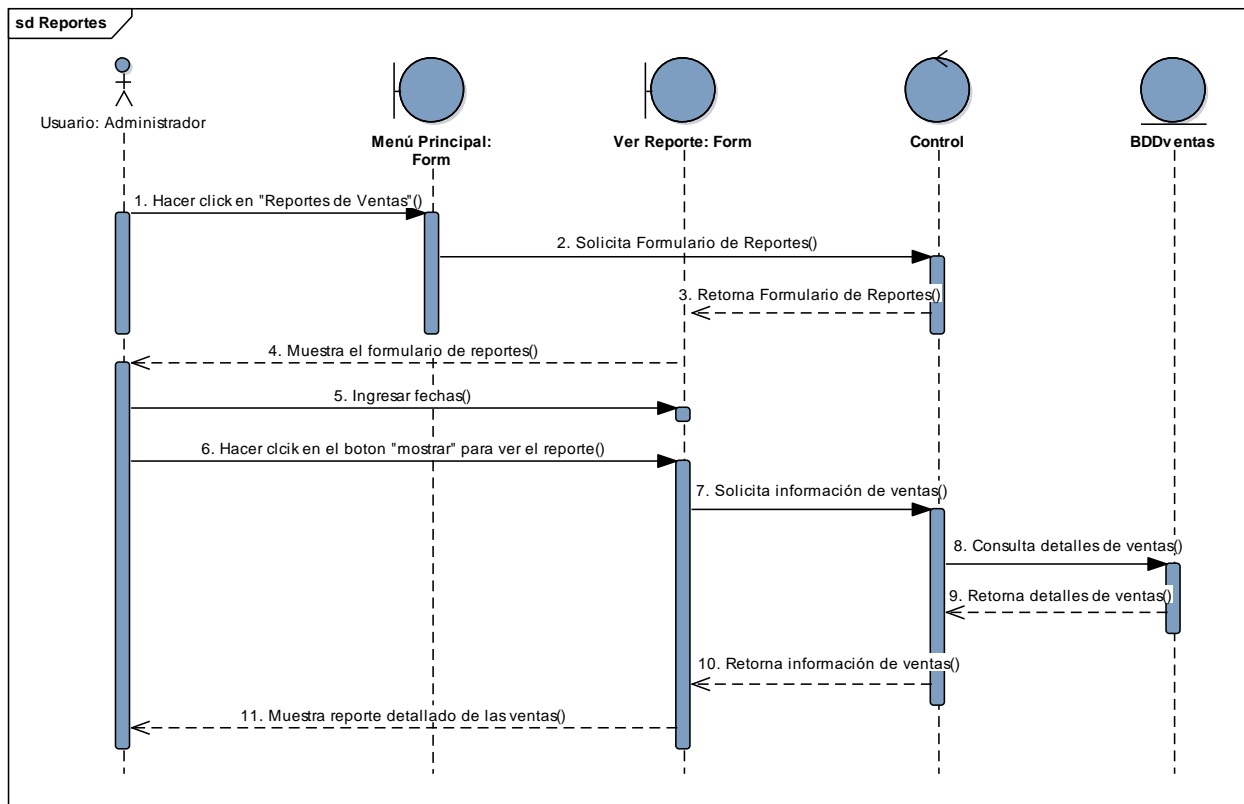 sd Reportes
Usuario: Administrador
Menú Principal:
Form
Ver Reporte: Form
Control
BDDventas
1. Hacer click en "Reportes de Ventas"()
2. Solicita Formulario de Reportes()
3. Retorna Formulario de Reportes()
4. Muestra el formulario de reportes()
5. Ingresar fechas()
6. Hacer clcik en el boton "mostrar" para ver el reporte()
7. Solicita información de ventas()
8. Consulta detalles de ventas()
9. Retorna detalles de ventas()
10. Retorna información de ventas()
11. Muestra reporte detallado de las ventas()